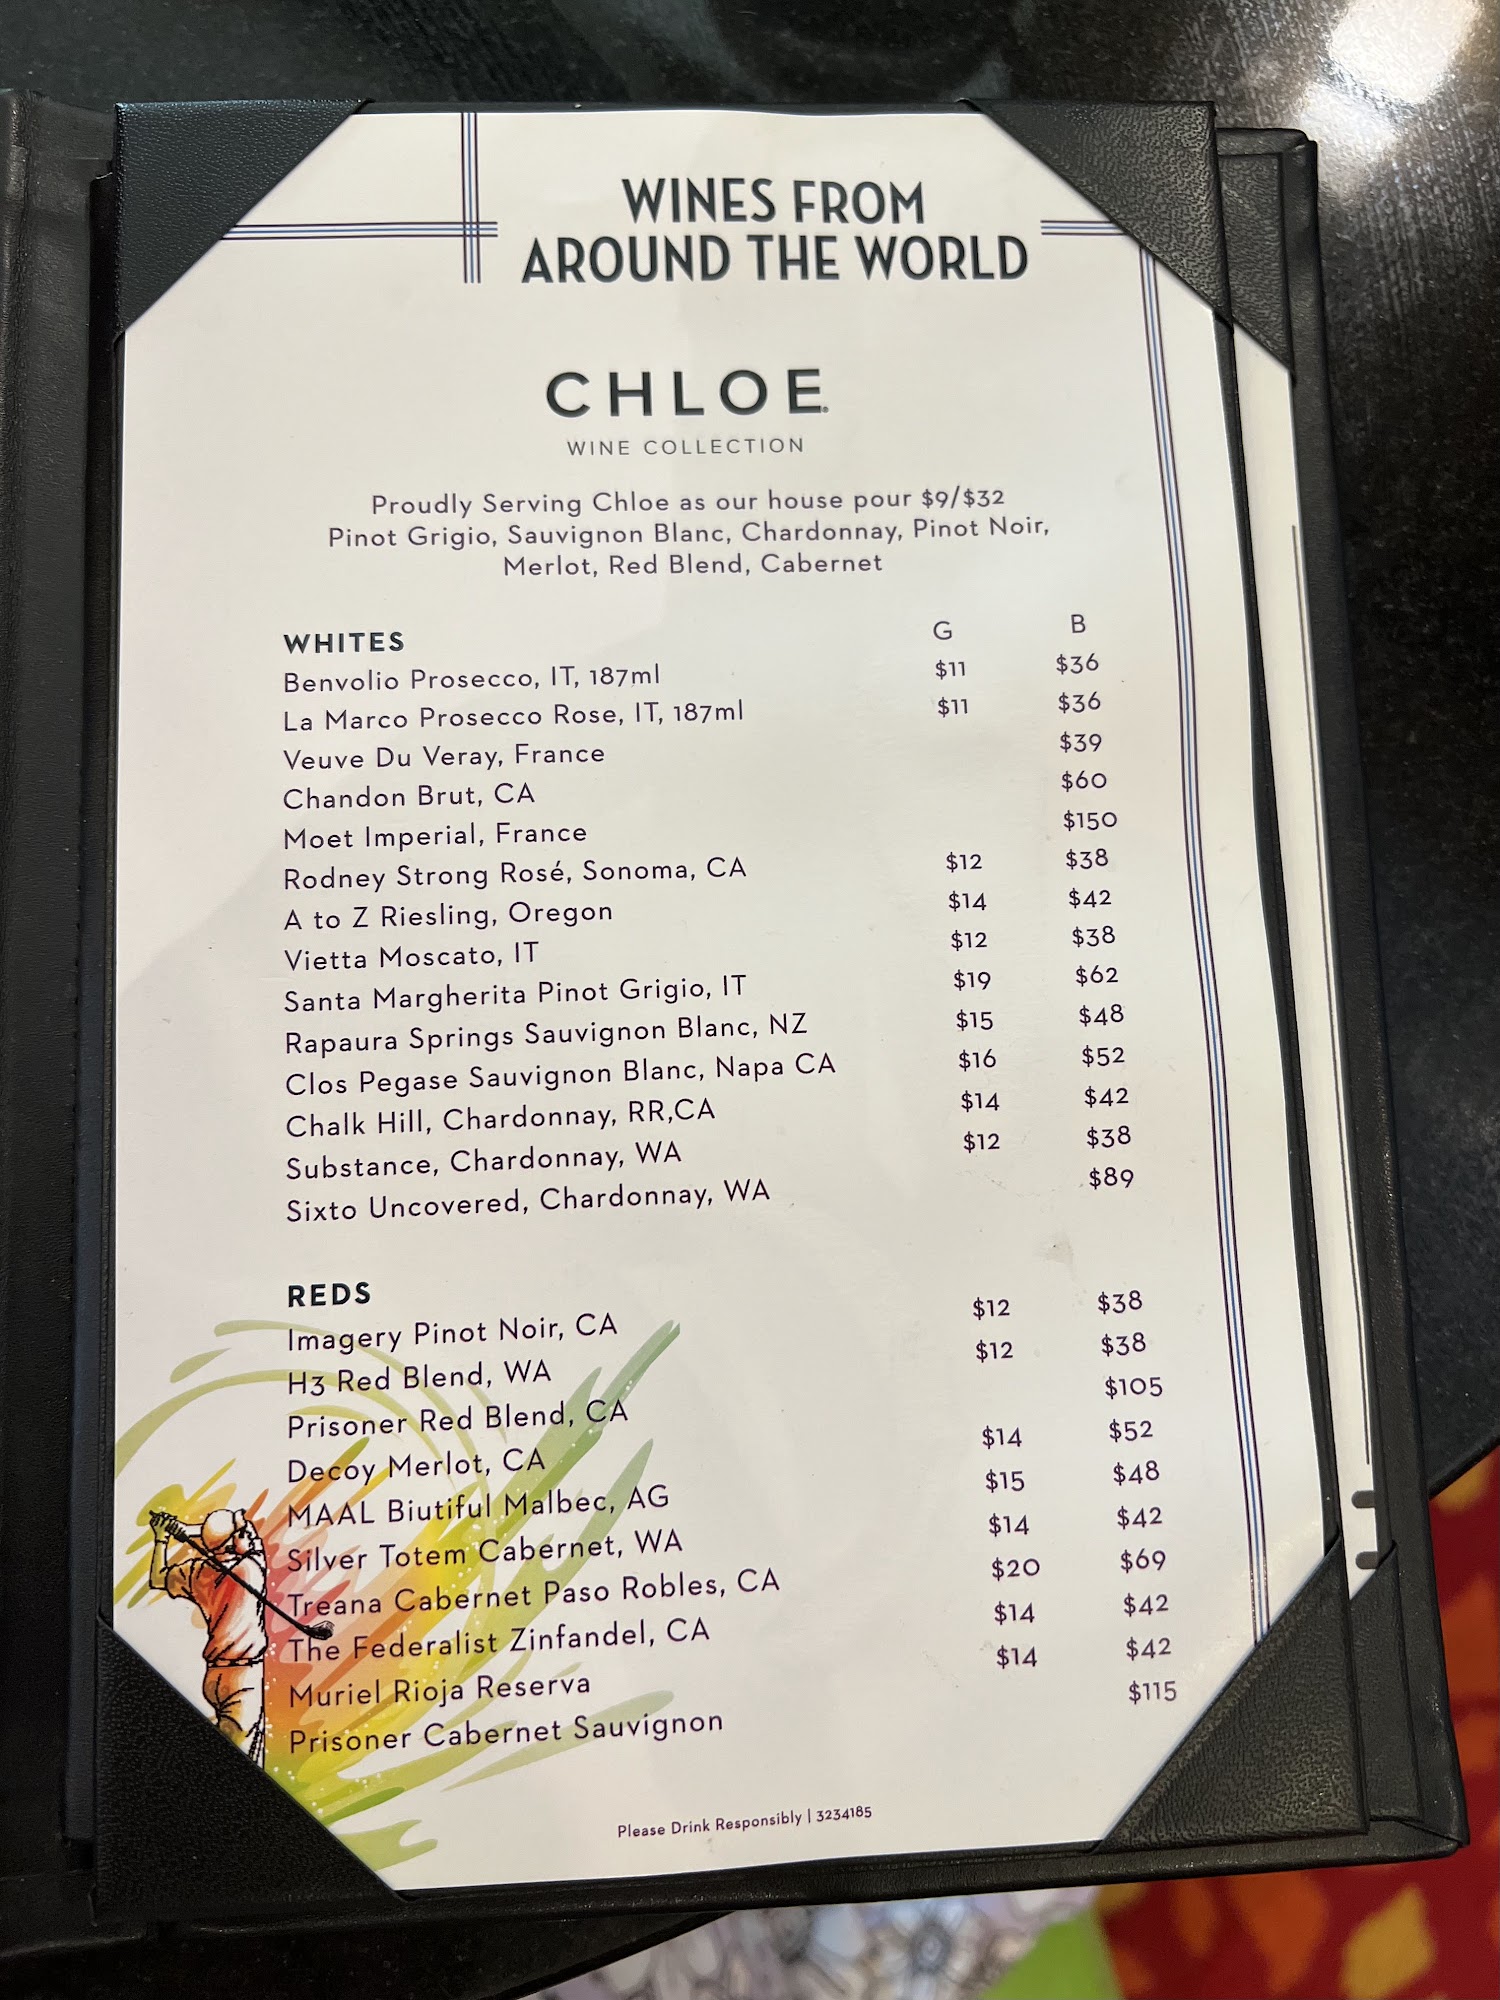 WINES FROM
AROUND THE WORLD
CHLOE
WINE COLLECTION
Proudly Serving Chloe as our house pour $9/$32
Pinot Grigio, Sauvignon Blanc, Chardonnay, Pinot Noir,
Merlot, Red Blend, Cabernet
WHITES G B
Benvolio Prosecco, IT, 187ml $11 $36
La Marco Prosecco Rose, IT, 187ml $11 $36
Veuve Du Veray, France $39
Chandon Brut, CA $60
Moet Imperial, France $150
Rodney Strong Rosé, Sonoma, CA $12 $38
A to Z Riesling, Oregon $14 $42
Vietta Moscato, IT $12 $38
Santa Margherita Pinot Grigio, IT $19 $62
Rapaura Springs Sauvignon Blanc, NZ $15 $48
Clos Pegase Sauvignon Blanc, Napa CA $16 $52
Chalk Hill, Chardonnay, RR,CA $14 $42
Substance, Chardonnay, WA $12 $38
Sixto Uncovered, Chardonnay, WA $89
REDS
Imagery Pinot Noir, CA $12 $38
H3 Red Blend, WA $12 $38
Prisoner Red Blend, CA $105
Decoy Merlot, CA $14 $52
MAAL Biutiful Malbec, AG $15 $48
Silver Totem Cabernet, WA $14 $42
Treana Cabernet Paso Robles, CA $20 $69
The Federalist Zinfandel, CA $14 $42
Muriel Rioja Reserva $14 $42
Prisoner Cabernet Sauvignon $115
Please Drink Responsibly | 3234185